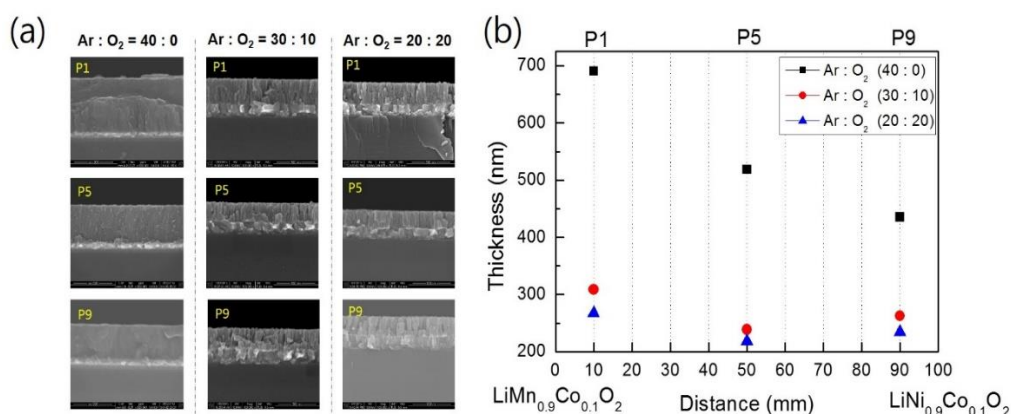 (a)
Ar : O₂ = 40 : 0
Ar : O₂ = 30 : 10
Ar : O₂ = 20 : 20
P1
P1
P1
P5
P5
P5
P9
P9
P9
(b)
P1
P5
P9
Ar : O₂ (40 : 0)
Ar : O₂ (30 : 10)
Ar : O₂ (20 : 20)
Thickness (nm)
700
600
500
400
300
200
0 10 20 30 40 50 60 70 80 90 100
LiMn₀.₉Co₀.₁O₂
Distance (mm)
LiNi₀.₉Co₀.₁O₂